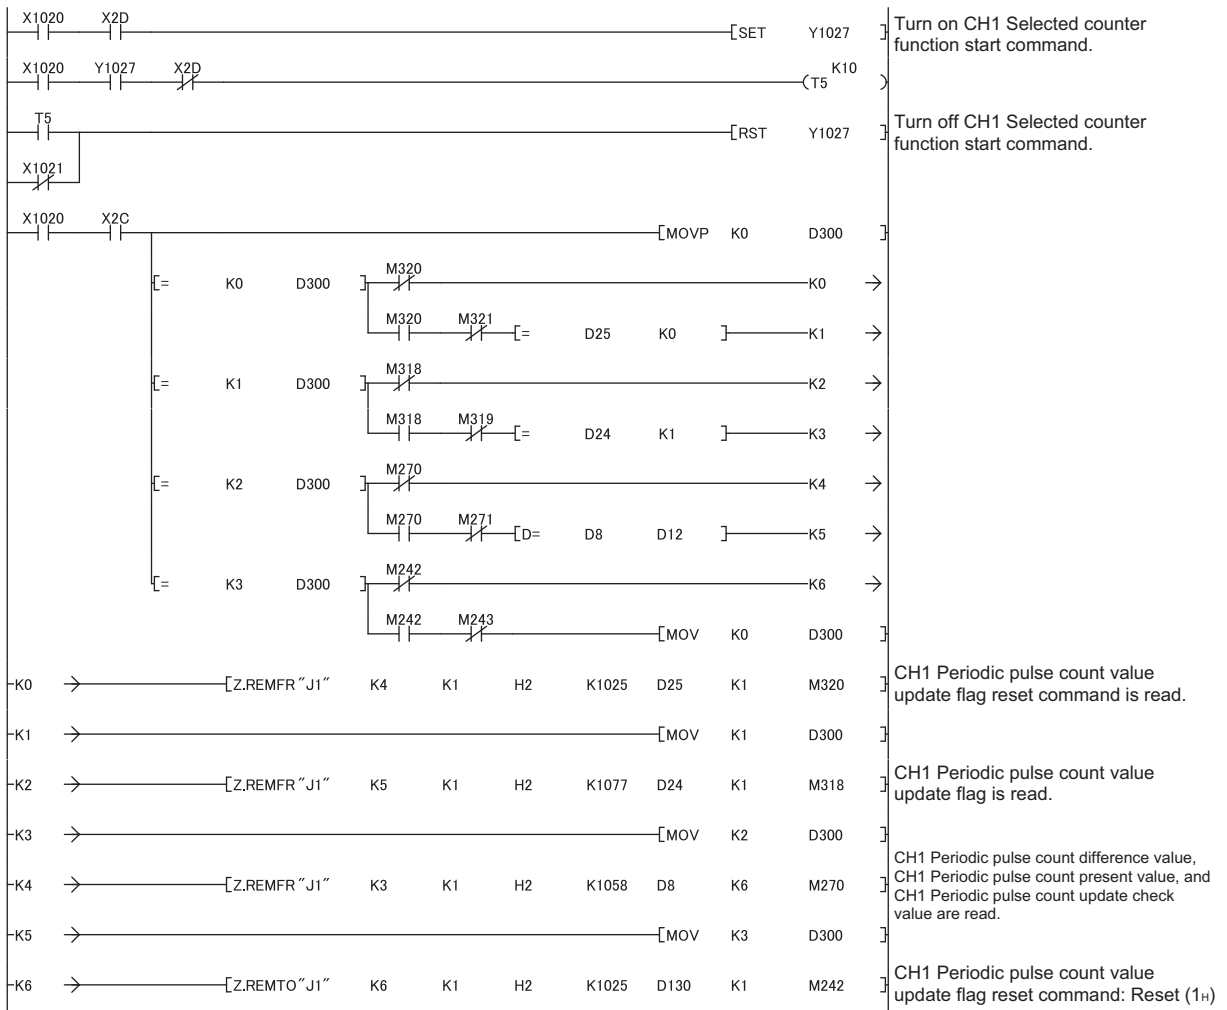 X1020 X2D
[SET Y1027 ]
Turn on CH1 Selected counter
function start command.
X1020 Y1027 X2D K10
(T5 )
T5
[RST Y1027 ]
Turn off CH1 Selected counter
function start command.
X1021
X1020 X2C
[MOVP K0 D300 ]
M320
[= K0 D300 ] K0
M320 M321
[= D25 K0 ] K1
M318
[= K1 D300 ] K2
M318 M319
[= D24 K1 ] K3
M270
[= K2 D300 ] K4
M270 M271
[D= D8 D12 ] K5
M242
[= K3 D300 ] K6
M242 M243
[MOV K0 D300 ]
K0 [Z.REMFR "J1" K4 K1 H2 K1025 D25 K1 M320 ]
CH1 Periodic pulse count value
update flag reset command is read.
K1 [MOV K1 D300 ]
K2 [Z.REMFR "J1" K5 K1 H2 K1077 D24 K1 M318 ]
CH1 Periodic pulse count value
update flag is read.
K3 [MOV K2 D300 ]
K4 [Z.REMFR "J1" K3 K1 H2 K1058 D8 K6 M270 ]
CH1 Periodic pulse count difference value,
CH1 Periodic pulse count present value, and
CH1 Periodic pulse count update check
value are read.
K5 [MOV K3 D300 ]
K6 [Z.REMTO "J1" K6 K1 H2 K1025 D130 K1 M242 ]
CH1 Periodic pulse count value
update flag reset command: Reset (1H)